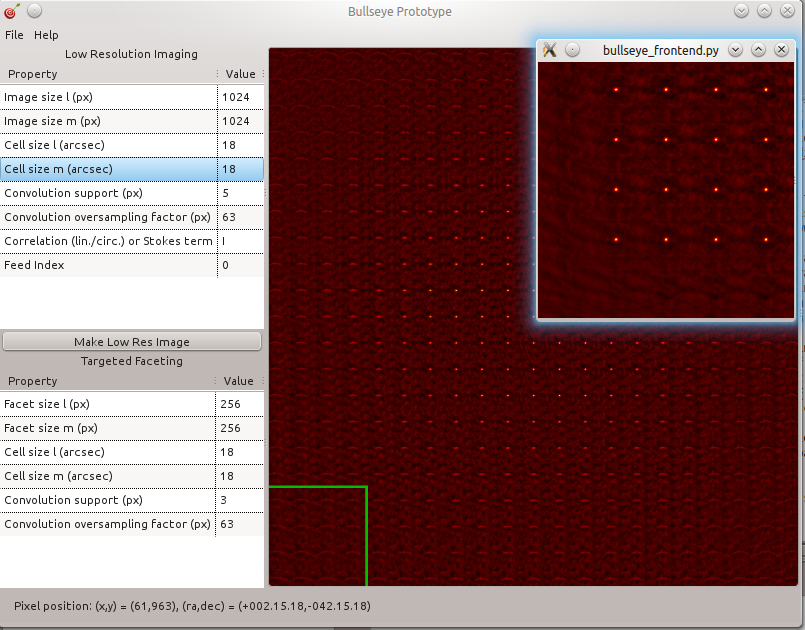 Bullseye Prototype
File Help
Low Resolution Imaging
Property Value
Image size l (px) 1024
Image size m (px) 1024
Cell size l (arcsec) 18
Cell size m (arcsec) 18
Convolution support (px) 5
Convolution oversampling factor (px) 63
Correlation (lin./circ.) or Stokes term I
Feed Index 0
Make Low Res Image
Targeted Faceting
Property Value
Facet size l (px) 256
Facet size m (px) 256
Cell size l (arcsec) 18
Cell size m (arcsec) 18
Convolution support (px) 3
Convolution oversampling factor (px) 63
bullseye_frontend.py
Pixel position: (x,y) = (61,963), (ra,dec) = (+002.15.18,-042.15.18)